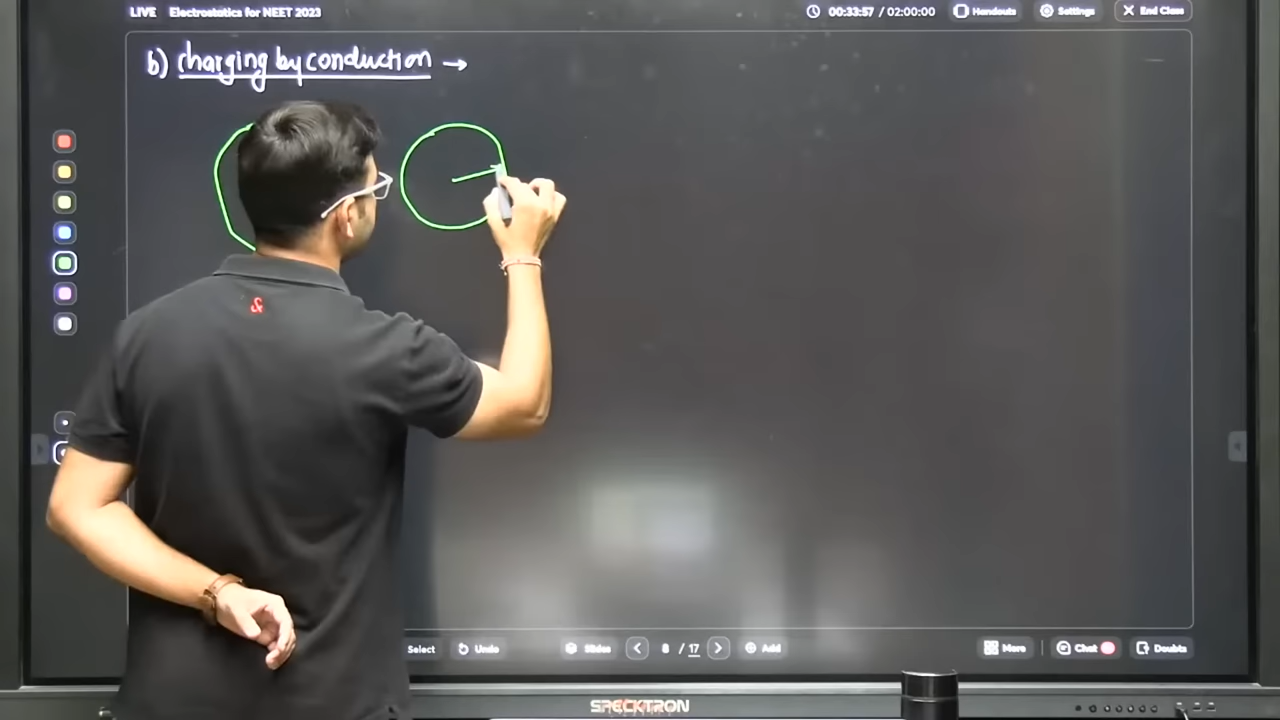 LIVE Electrostatics for NEET 2023 00:33:57 / 02:00:00 Handouts Settings End Class
b) charging by conduction →
Select Undo Slides 8 / 17 Add More Chat Doubts
SPECKTRON